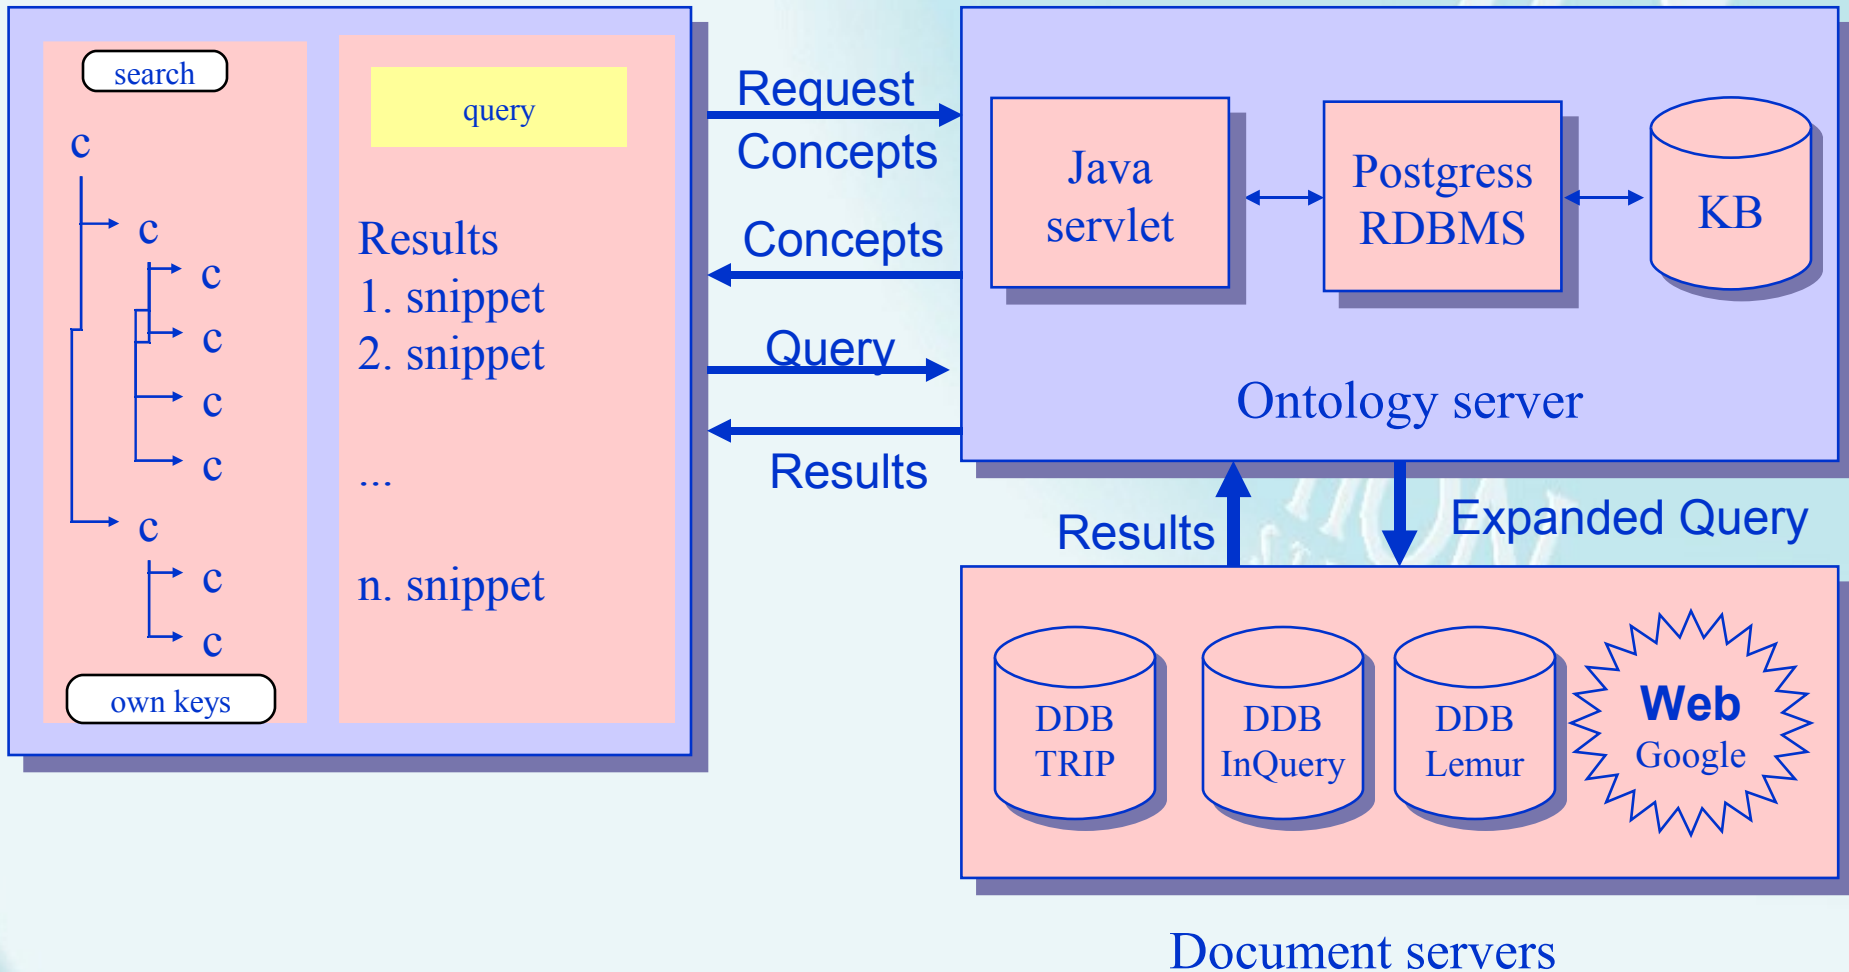 search
c
c
c
c
c
c
c
c
c
own keys
query
Results
1. snippet
2. snippet
...
n. snippet
Request
Concepts
Concepts
Query
Results
Java
servlet
Postgress
RDBMS
KB
Ontology server
Results
Expanded Query
DDB
TRIP
DDB
InQuery
DDB
Lemur
Web
Google
Document servers